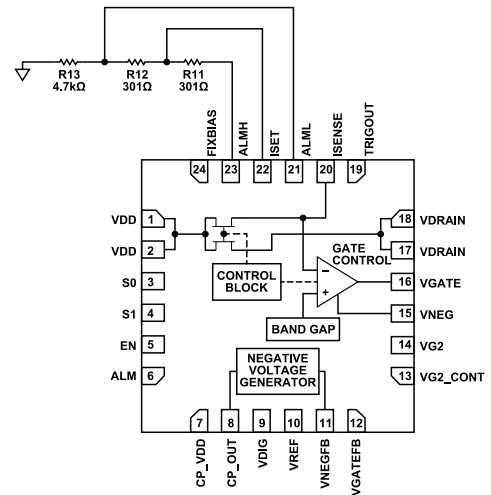 R13
4.7kΩ
R12
301Ω
R11
301Ω
FIXBIAS
ALMH
ISET
ALML
ISENSE
TRIGOUT
24
23
22
21
20
19
VDD
1
18
VDRAIN
VDD
2
17
VDRAIN
GATE
CONTROL
S0
3
CONTROL
BLOCK
−
+
16
VGATE
S1
4
BAND GAP
15
VNEG
EN
5
NEGATIVE
VOLTAGE
GENERATOR
14
VG2
ALM
6
13
VG2_CONT
7
8
9
10
11
12
CP_VDD
CP_OUT
VDIG
VREF
VNEGFB
VGATEFB